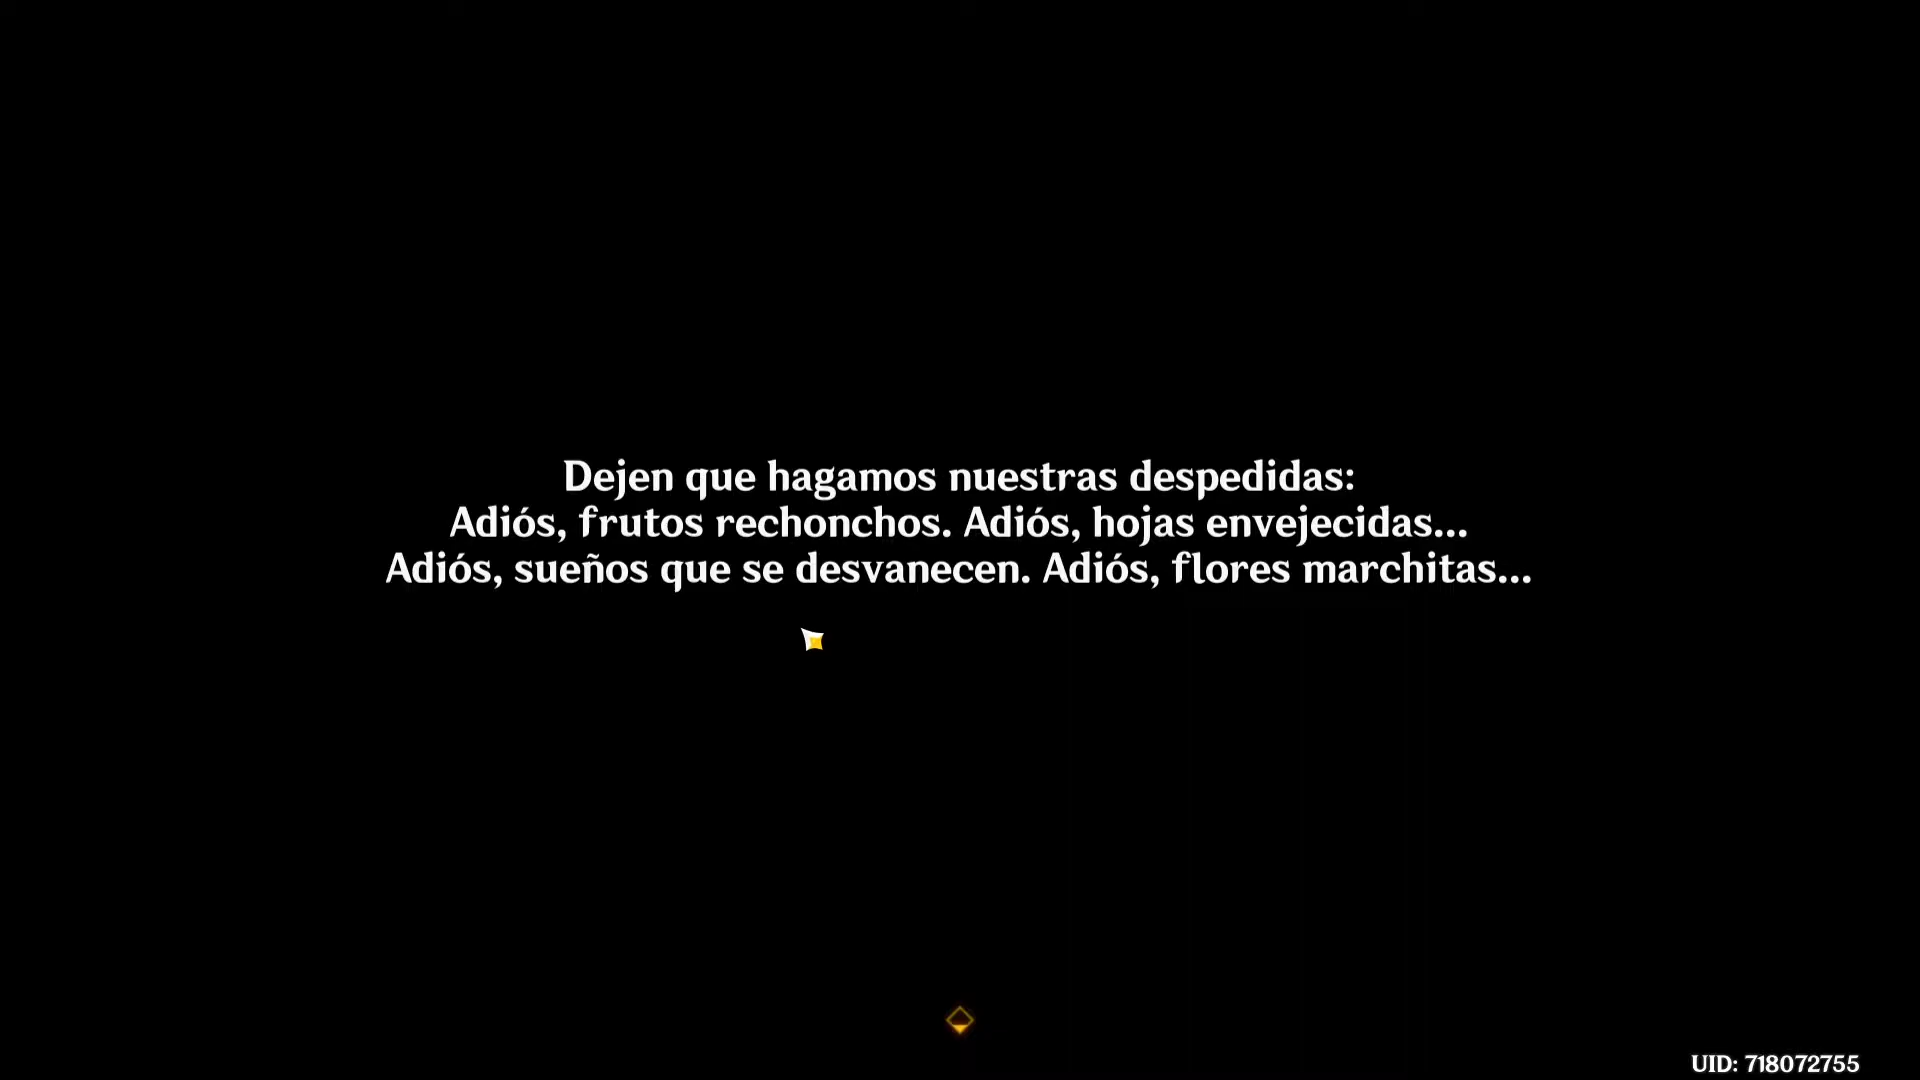 Dejen que hagamos nuestras despedidas:
Adiós, frutos rechonchos. Adiós, hojas envejecidas...
Adiós, sueños que se desvanecen. Adiós, flores marchitas...
UID: 718072755